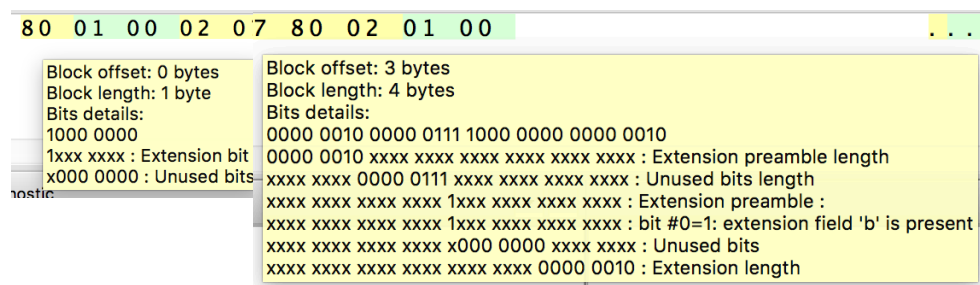 80 01 00 02 07 80 02 01 00 ...
Block offset: 0 bytes
Block length: 1 byte
Bits details:
1000 0000
1xxx xxxx : Extension bit
x000 0000 : Unused bits
nostic
Block offset: 3 bytes
Block length: 4 bytes
Bits details:
0000 0010 0000 0111 1000 0000 0000 0010
0000 0010 xxxx xxxx xxxx xxxx xxxx xxxx : Extension preamble length
xxxx xxxx 0000 0111 xxxx xxxx xxxx xxxx : Unused bits length
xxxx xxxx xxxx xxxx 1xxx xxxx xxxx xxxx : Extension preamble :
xxxx xxxx xxxx xxxx 1xxx xxxx xxxx xxxx : bit #0=1: extension field 'b' is present
xxxx xxxx xxxx xxxx x000 0000 xxxx xxxx : Unused bits
xxxx xxxx xxxx xxxx xxxx xxxx 0000 0010 : Extension length